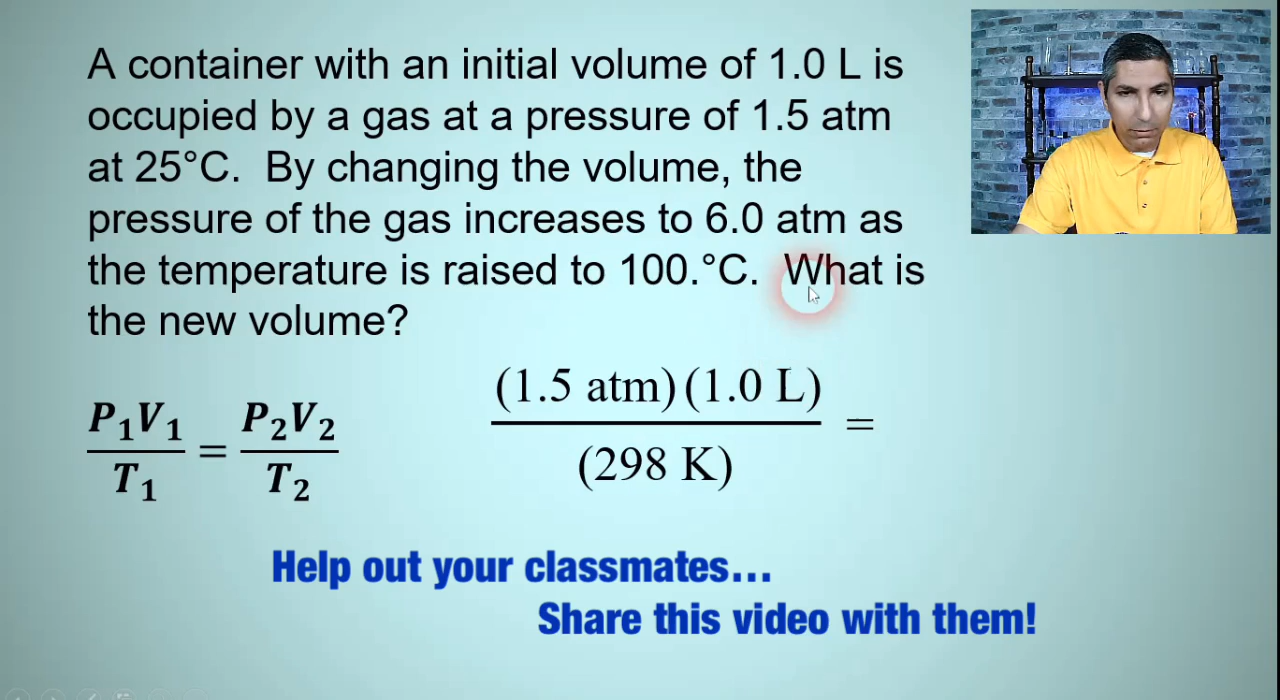 A container with an initial volume of 1.0 L is
occupied by a gas at a pressure of 1.5 atm
at 25°C.  By changing the volume, the
pressure of the gas increases to 6.0 atm as
the temperature is raised to 100.°C.  What is
the new volume?
P₁V₁/T₁ = P₂V₂/T₂
(1.5 atm)(1.0 L)/(298 K) =
Help out your classmates...
Share this video with them!